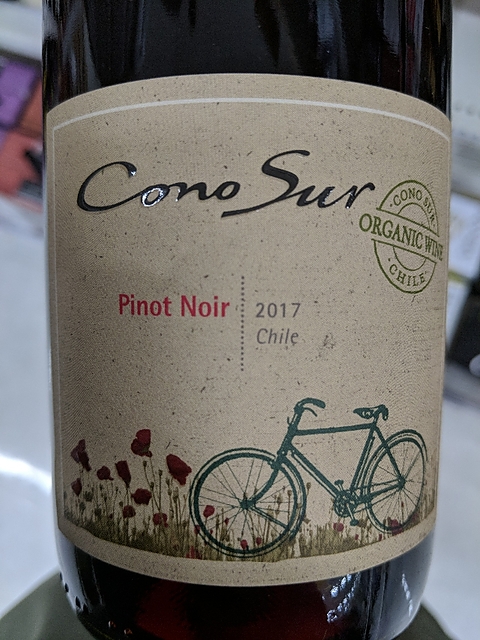 Cono Sur
CONO SUR
ORGANIC WINE
CHILE
Pinot Noir
2017
Chile